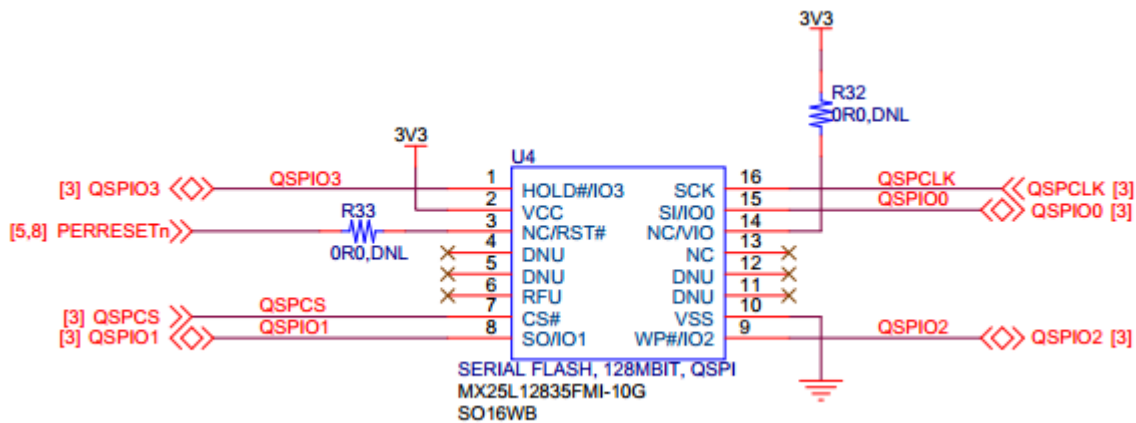 3V3
R32
0R0,DNL
3V3
U4
[3] QSPIO3 QSPIO3 1 HOLD#/IO3 SCK 16 QSPCLK QSPCLK [3]
2 VCC SI/IO0 15 QSPIO0 QSPIO0 [3]
[5,8] PERRESETn R33 3 NC/RST# NC/VIO 14
0R0,DNL 4 DNU NC 13
5 DNU DNU 12
6 RFU DNU 11
[3] QSPCS QSPCS 7 CS# VSS 10
[3] QSPIO1 QSPIO1 8 SO/IO1 WP#/IO2 9 QSPIO2 QSPIO2 [3]
SERIAL FLASH, 128MBIT, QSPI
MX25L12835FMI-10G
SO16WB